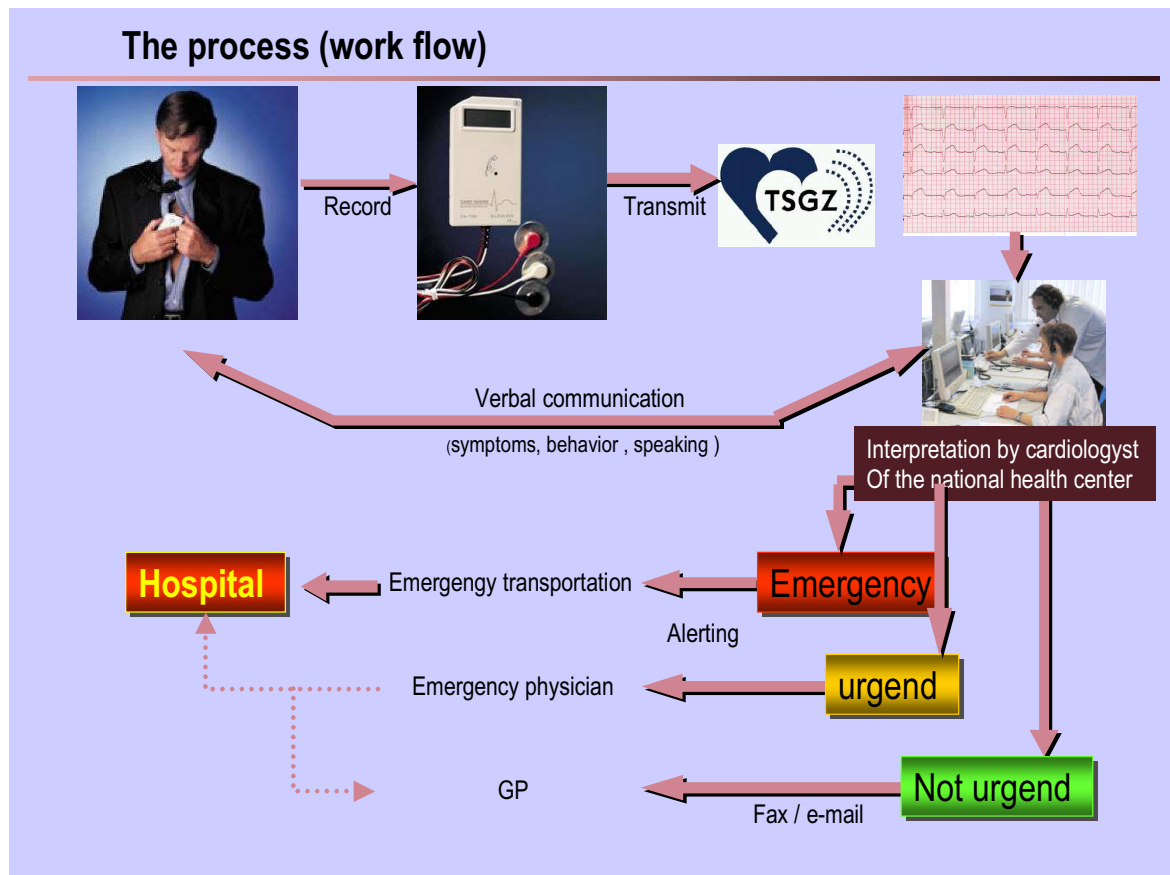 The process (work flow)
Record
Transmit
TSGZ
Verbal communication
(symptoms, behavior , speaking )
Interpretation by cardiologyst
Of the national health center
Hospital
Emergengy transportation
Emergency
Alerting
Emergency physician
urgend
GP
Not urgend
Fax / e-mail